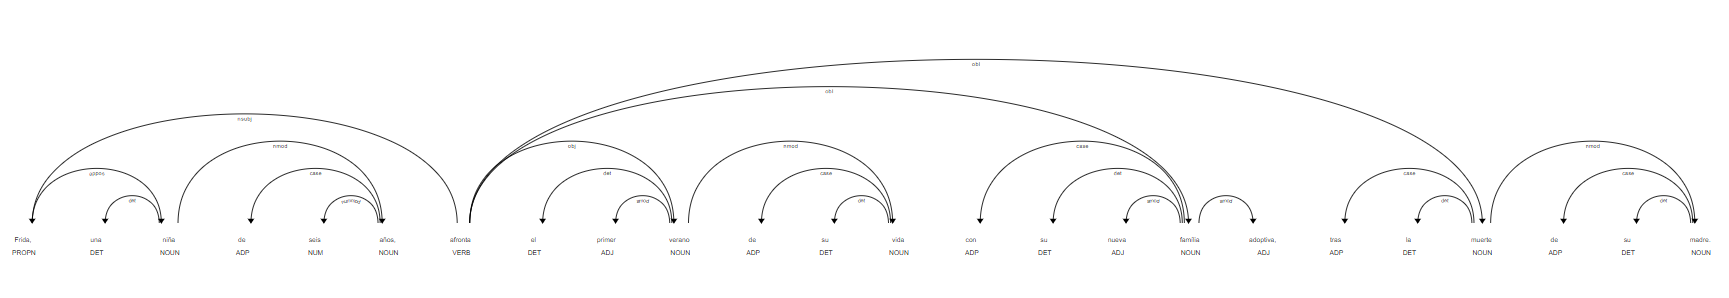 obl
obl
nsubj
nmod obj nmod case nmod
appos case det case det case case
det nummod amod det amod amod det det
Frida, una niña de seis años, afronta el primer verano de su vida con su nueva familia adoptiva, tras la muerte de su madre.
PROPN DET NOUN ADP NUM NOUN VERB DET ADJ NOUN ADP DET NOUN ADP DET ADJ NOUN ADJ ADP DET NOUN ADP DET NOUN